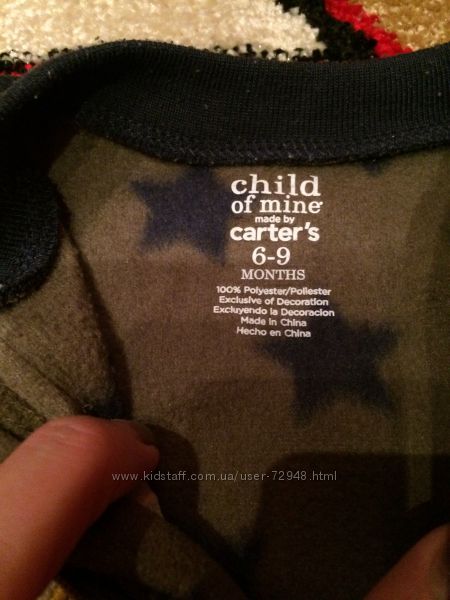 child
of mine
made by
carter's
6-9
MONTHS
100% Polyester/Poliester
Exclusive of Decoration
Excluyendo la Decoracion
Made in China
Hecho en China
www.kidstaff.com.ua/user-72948.html